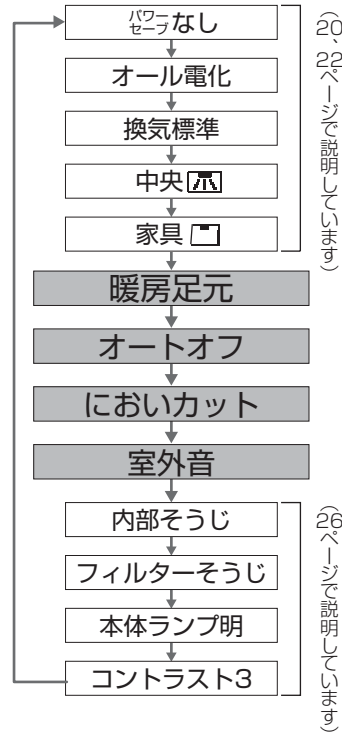 パワー
セーブなし
オール電化
換気標準
中央
家具
(20、22ページで説明しています)
暖房足元
オートオフ
においカット
室外音
内部そうじ
フィルターそうじ
本体ランプ明
コントラスト3
(26ページで説明しています)